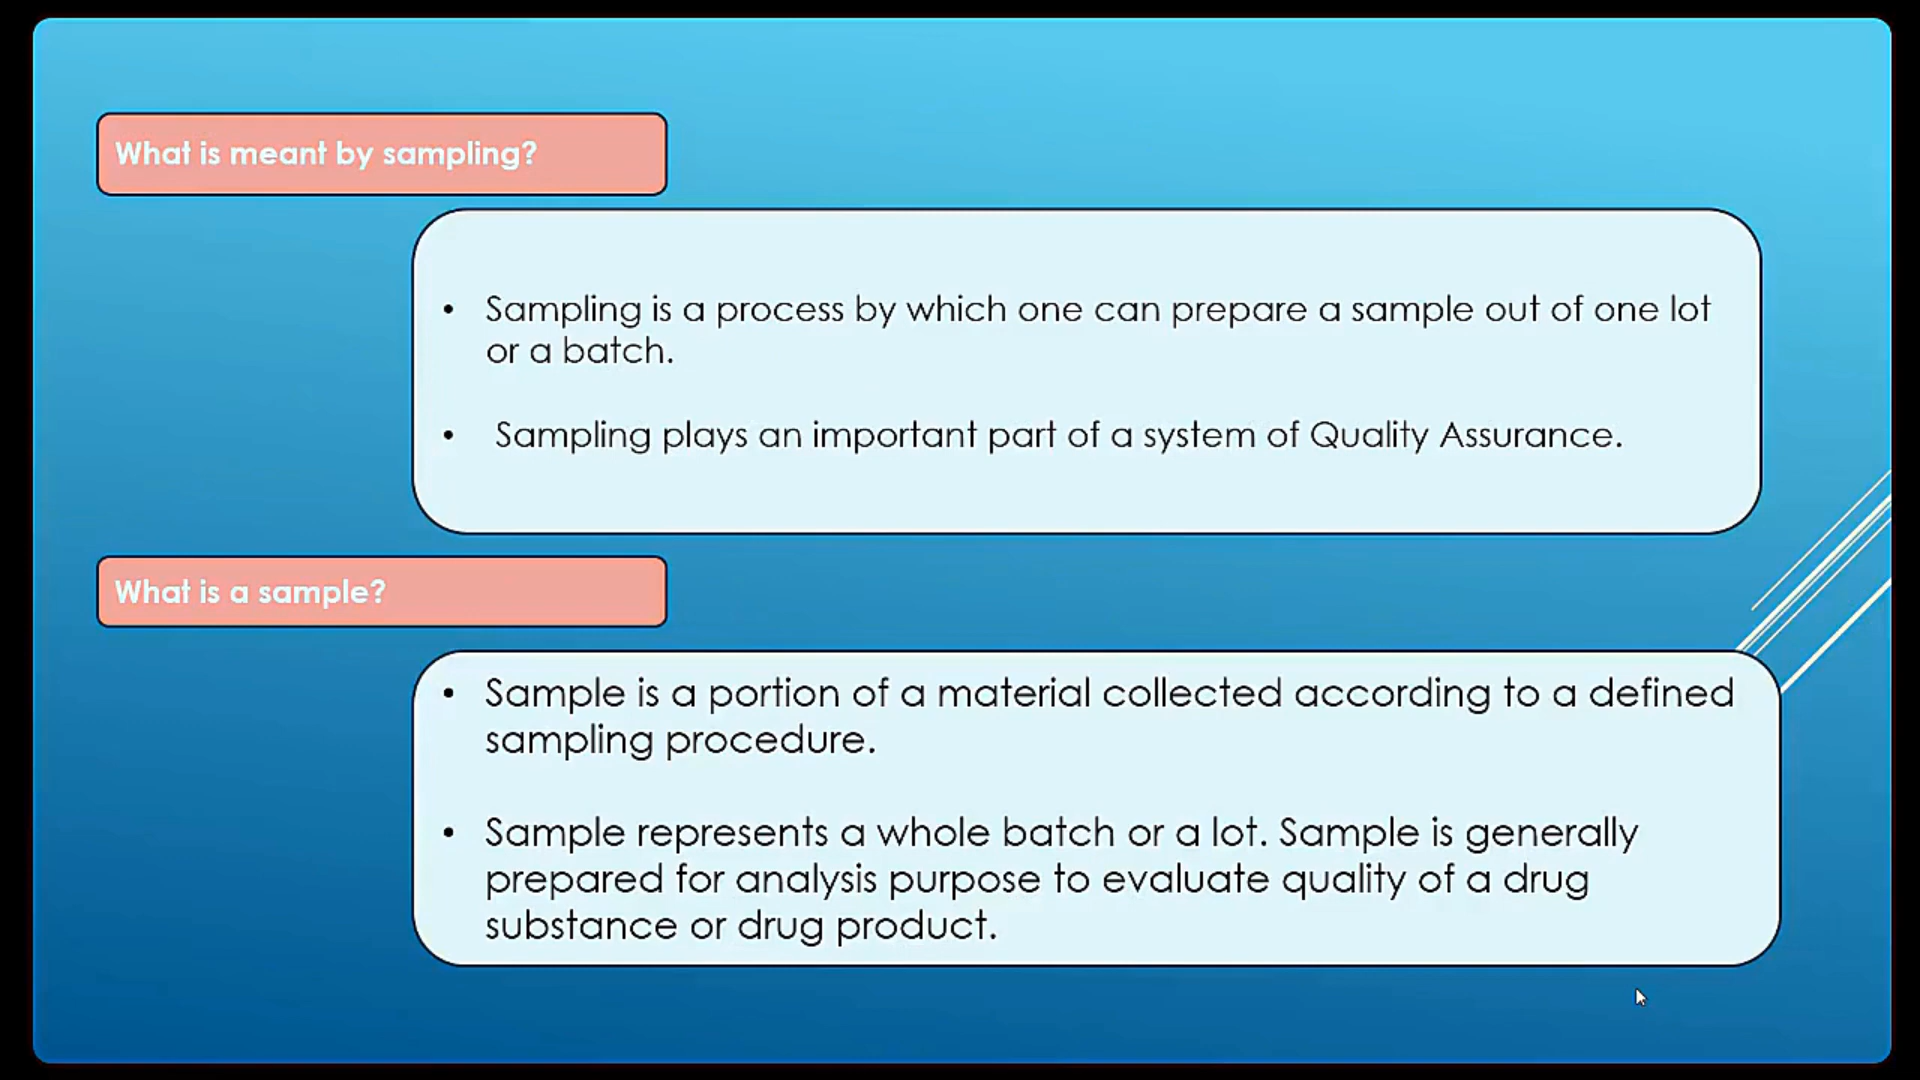 What is meant by sampling?
• Sampling is a process by which one can prepare a sample out of one lot
or a batch.
• Sampling plays an important part of a system of Quality Assurance.
What is a sample?
• Sample is a portion of a material collected according to a defined
sampling procedure.
• Sample represents a whole batch or a lot. Sample is generally
prepared for analysis purpose to evaluate quality of a drug
substance or drug product.